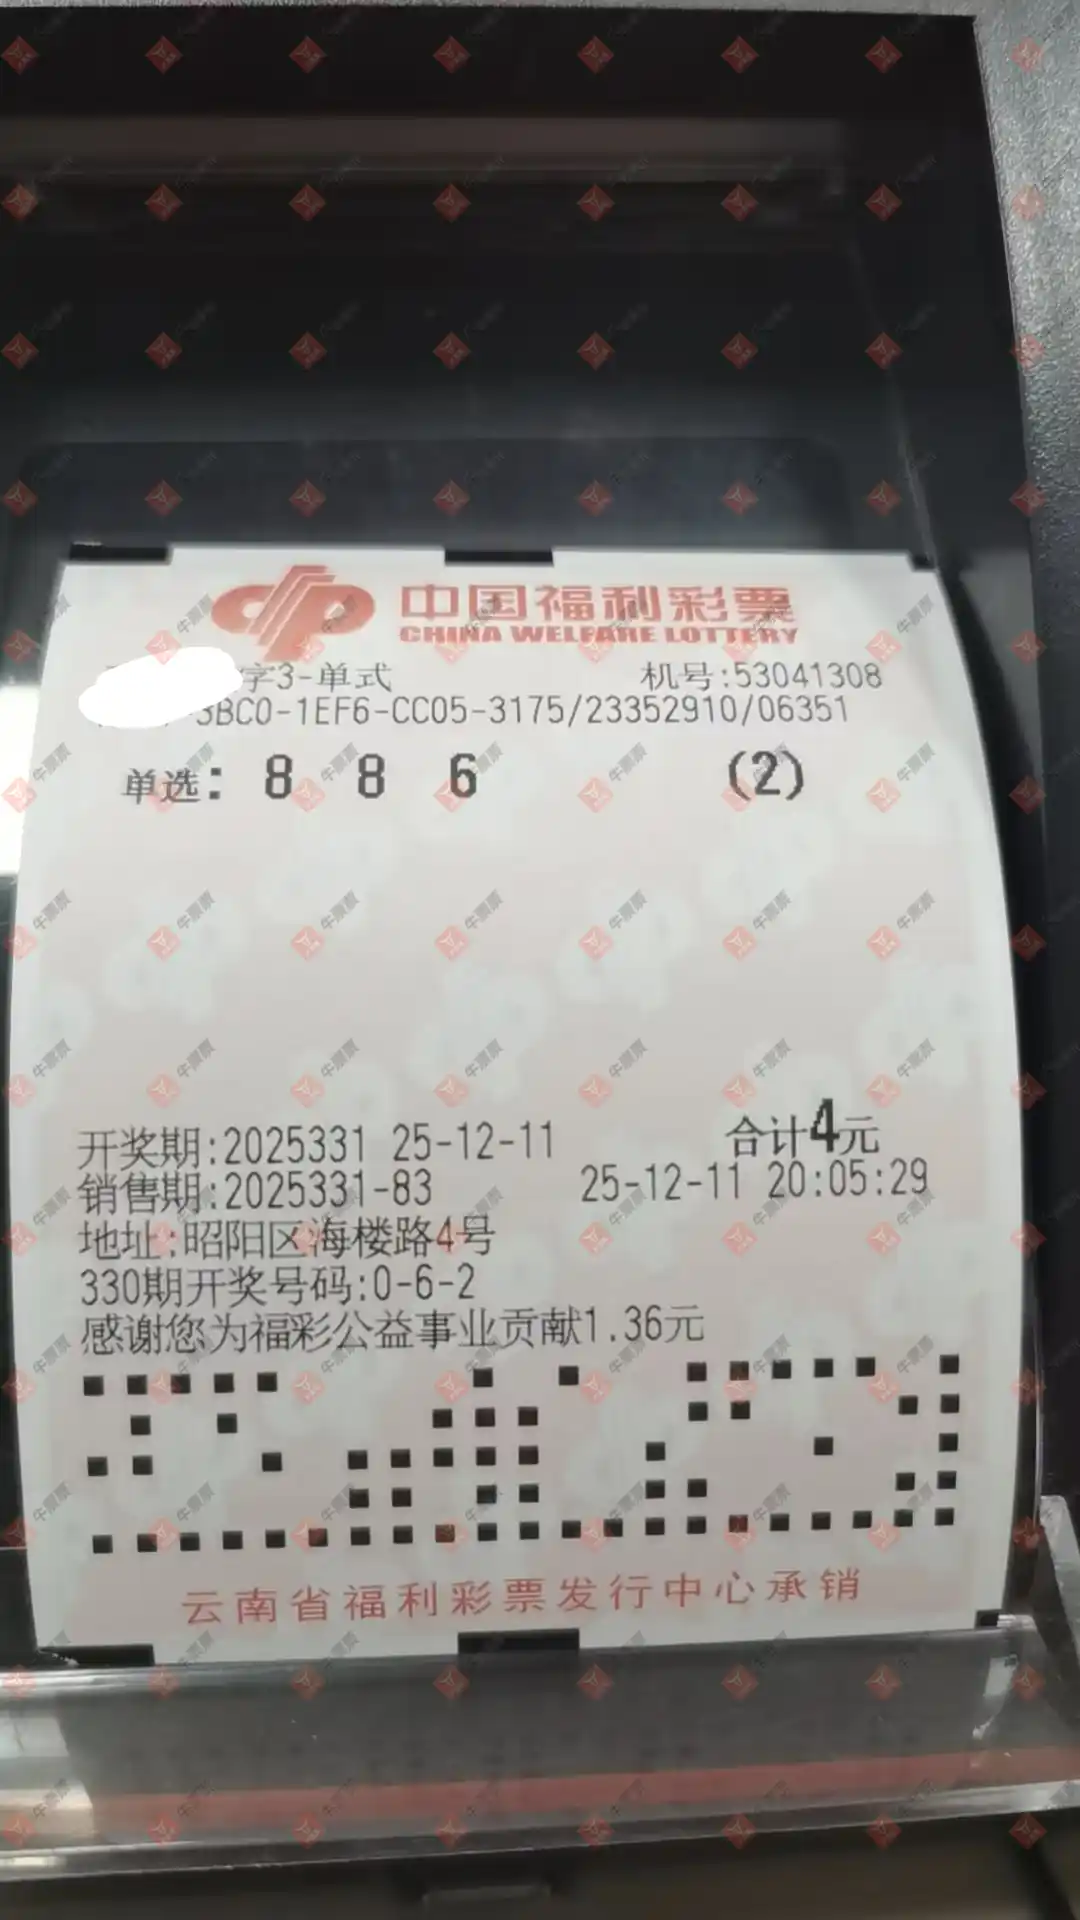 中国福利彩票
CHINA WELFARE LOTTERY
字3-单式 机号:53041308
3BC0-1EF6-CC05-3175/23352910/06351
单选: 8 8 6 (2)
开奖期:2025331 25-12-11 合计4元
销售期:2025331-83 25-12-11 20:05:29
地址:昭阳区海楼路4号
330期开奖号码:0-6-2
感谢您为福彩公益事业贡献1.36元
云南省福利彩票发行中心承销
牛票票